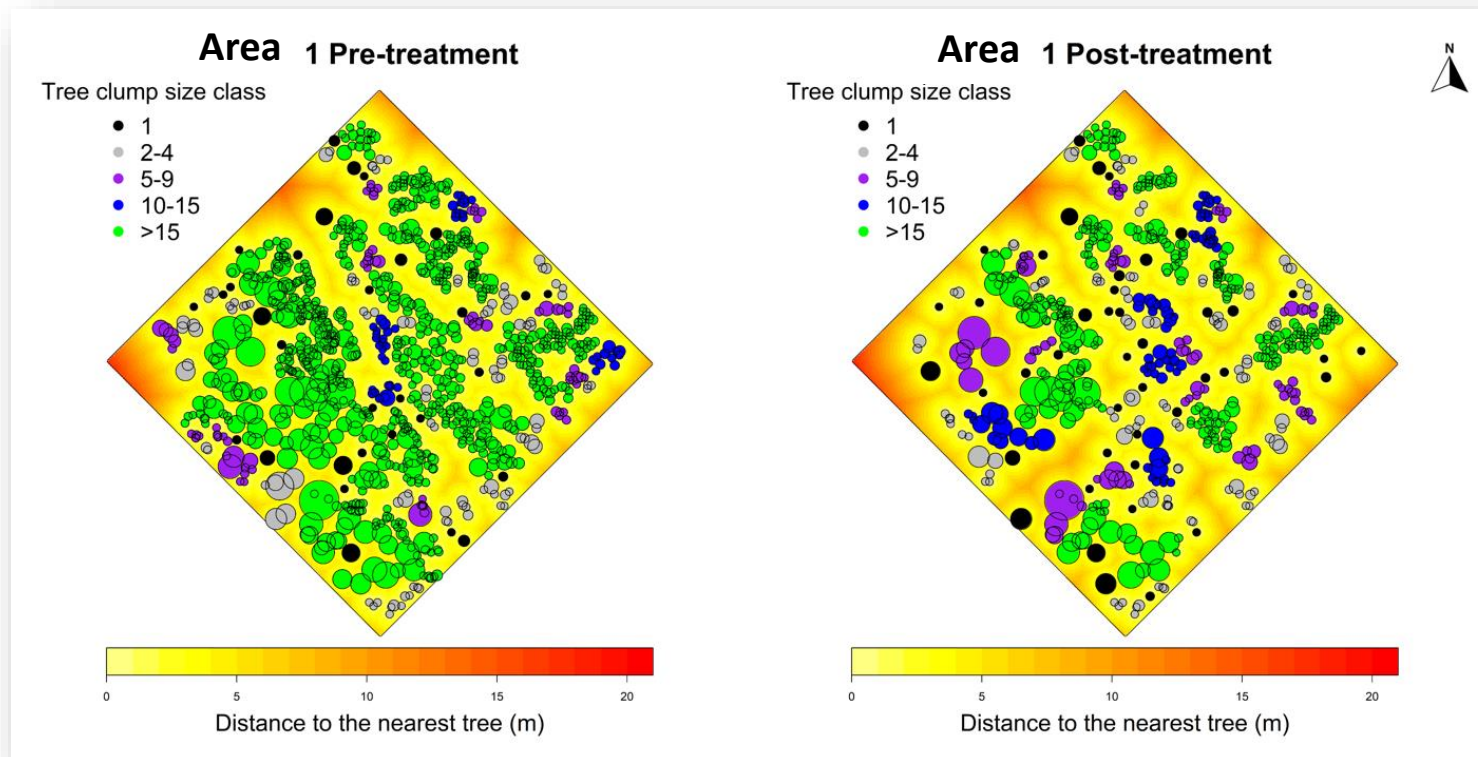 Area 1 Pre-treatment
Tree clump size class
1
2-4
5-9
10-15
>15
0 5 10 15 20
Distance to the nearest tree (m)
Area 1 Post-treatment
Tree clump size class
1
2-4
5-9
10-15
>15
0 5 10 15 20
Distance to the nearest tree (m)
N